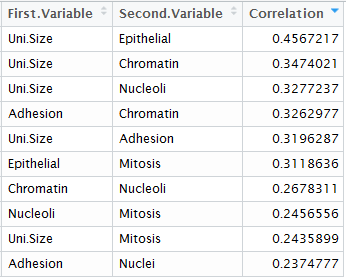 First.Variable Second.Variable Correlation
Uni.Size Epithelial 0.4567217
Uni.Size Chromatin 0.3474021
Uni.Size Nucleoli 0.3277237
Adhesion Chromatin 0.3262977
Uni.Size Adhesion 0.3196287
Epithelial Mitosis 0.3118636
Chromatin Nucleoli 0.2678311
Nucleoli Mitosis 0.2456556
Uni.Size Mitosis 0.2435899
Adhesion Nuclei 0.2374777